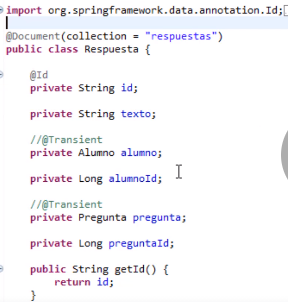 import org.springframework.data.annotation.Id;
@Document(collection = "respuestas")
public class Respuesta {
@Id
private String id;
private String texto;
//@Transient
private Alumno alumno;
private Long alumnoId;
//@Transient
private Pregunta pregunta;
private Long preguntaId;
public String getId() {
return id;
}